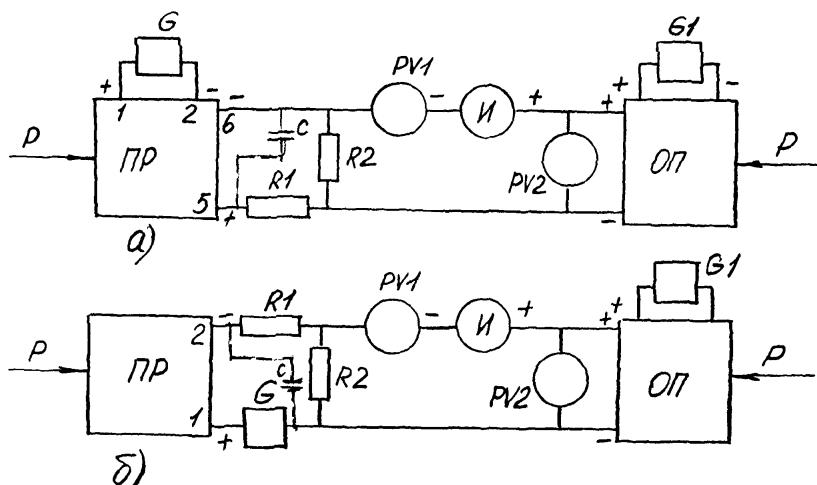 G
G1
PV1
+ 1 2 - - - И + + + -
6 C
P ПР R2 PV2 ОП P
5 + R1 -
а)
G1
R1 PV1
2 - - И + + +
P ПР C R2 PV2 ОП P
G
1 + -
б)